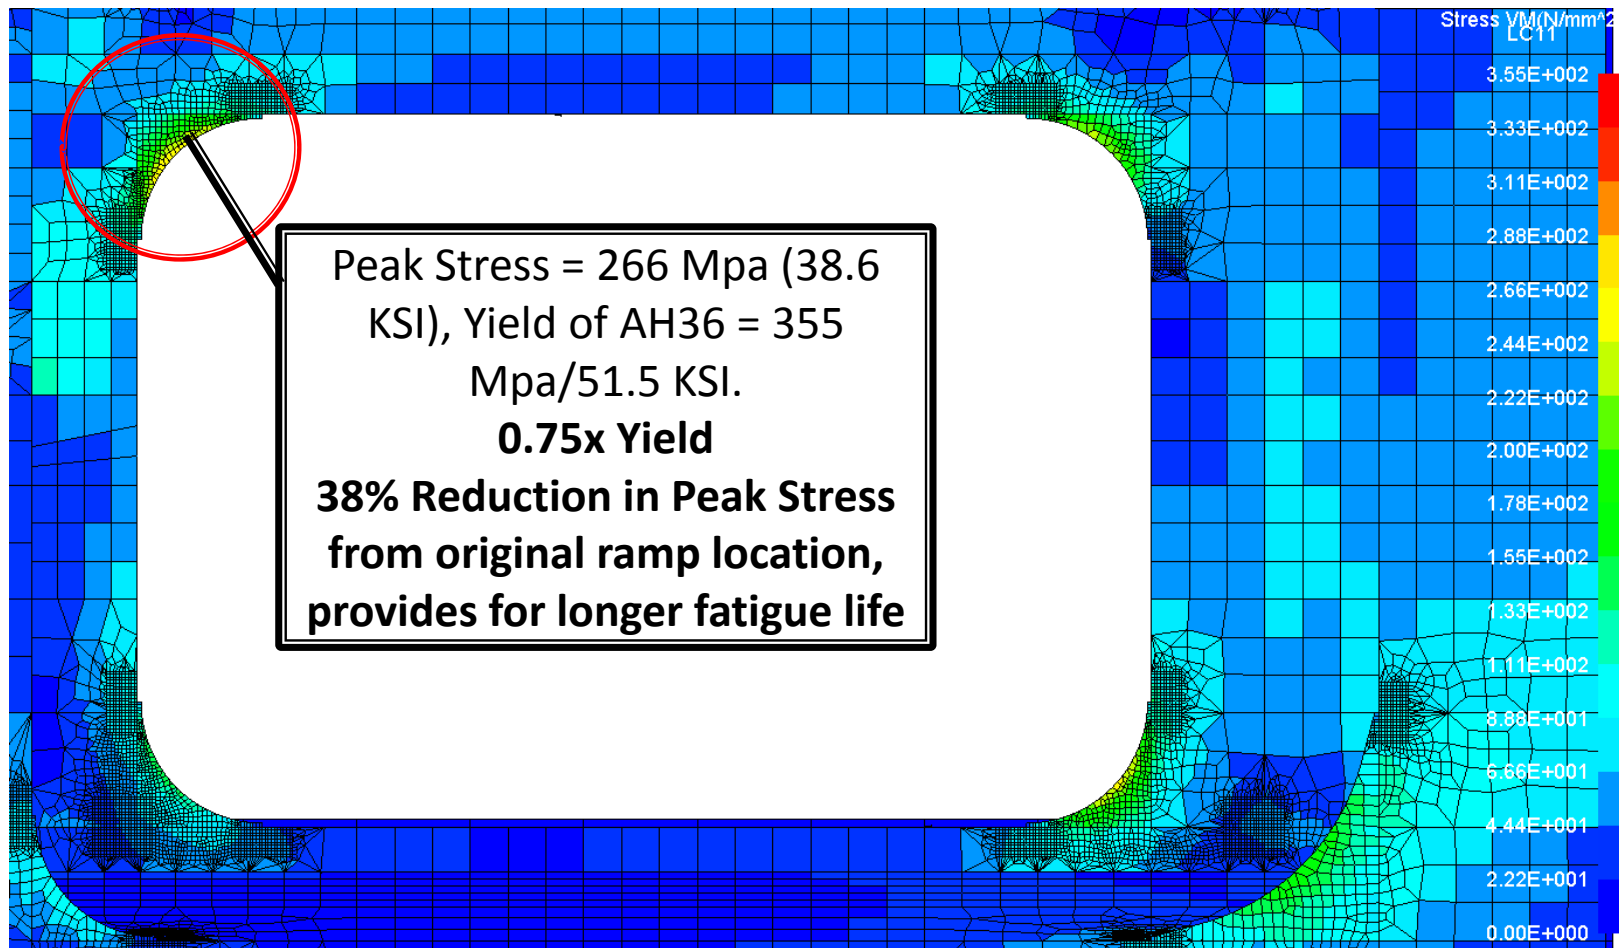 Stress VM(N/mm^2
LC11
3.55E+002
3.33E+002
3.11E+002
2.88E+002
2.66E+002
2.44E+002
2.22E+002
2.00E+002
1.78E+002
1.55E+002
1.33E+002
1.11E+002
8.88E+001
6.66E+001
4.44E+001
2.22E+001
0.00E+000
Peak Stress = 266 Mpa (38.6
KSI), Yield of AH36 = 355
Mpa/51.5 KSI.
0.75x Yield
38% Reduction in Peak Stress
from original ramp location,
provides for longer fatigue life